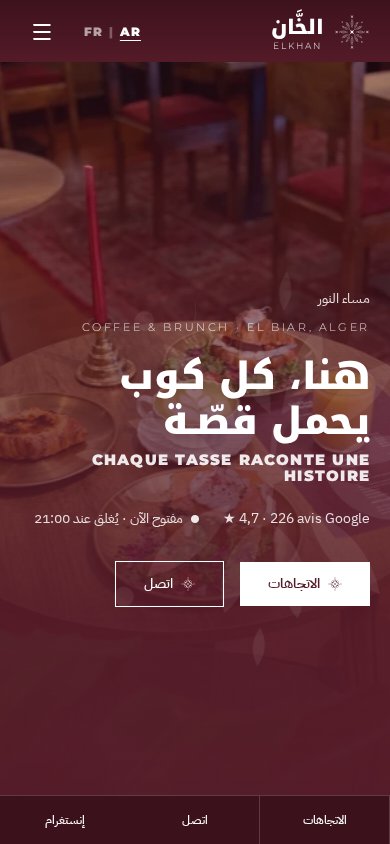 الخَّان
ELKHAN
FR | AR
مساء النور
COFFEE & BRUNCH · EL BIAR, ALGER
هنا، كل كوب
يحمل قصّة
CHAQUE TASSE RACONTE UNE
HISTOIRE
★ 4,7 · 226 avis Google
مفتوح الآن · يُغلق عند 21:00
الاتجاهات
اتصل
الاتجاهات
اتصل
إنستغرام